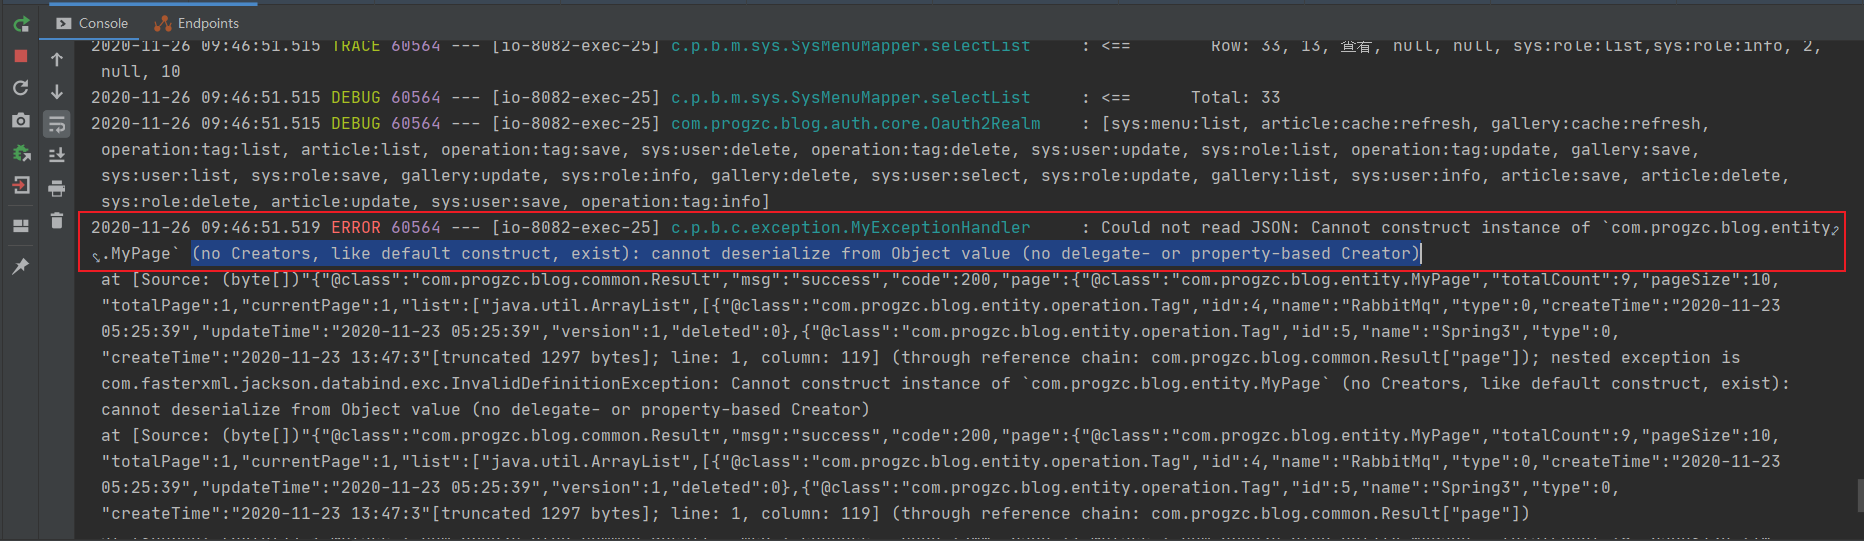 Console Endpoints
2020-11-26 09:46:51.515 TRACE 60564 --- [io-8082-exec-25] c.p.b.m.sys.SysMenuMapper.selectList : <== Row: 33, 13, 查看, null, null, sys:role:list,sys:role:info, 2,
null, 10
2020-11-26 09:46:51.515 DEBUG 60564 --- [io-8082-exec-25] c.p.b.m.sys.SysMenuMapper.selectList : <== Total: 33
2020-11-26 09:46:51.515 DEBUG 60564 --- [io-8082-exec-25] com.progzc.blog.auth.core.Oauth2Realm : [sys:menu:list, article:cache:refresh, gallery:cache:refresh,
operation:tag:list, article:list, operation:tag:save, sys:user:delete, operation:tag:delete, sys:user:update, sys:role:list, operation:tag:update, gallery:save,
sys:user:list, sys:role:save, gallery:update, sys:role:info, gallery:delete, sys:user:select, sys:role:update, gallery:list, sys:user:info, article:save, article:delete,
sys:role:delete, article:update, sys:user:save, operation:tag:info]
2020-11-26 09:46:51.519 ERROR 60564 --- [io-8082-exec-25] c.p.b.c.exception.MyExceptionHandler : Could not read JSON: Cannot construct instance of `com.progzc.blog.entity
.MyPage` (no Creators, like default construct, exist): cannot deserialize from Object value (no delegate- or property-based Creator)
at [Source: (byte[])"{"@class":"com.progzc.blog.common.Result","msg":"success","code":200,"page":{"@class":"com.progzc.blog.entity.MyPage","totalCount":9,"pageSize":10,
"totalPage":1,"currentPage":1,"list":["java.util.ArrayList",[{"@class":"com.progzc.blog.entity.operation.Tag","id":4,"name":"RabbitMq","type":0,"createTime":"2020-11-23
05:25:39","updateTime":"2020-11-23 05:25:39","version":1,"deleted":0},{"@class":"com.progzc.blog.entity.operation.Tag","id":5,"name":"Spring3","type":0,
"createTime":"2020-11-23 13:47:3"[truncated 1297 bytes]; line: 1, column: 119] (through reference chain: com.progzc.blog.common.Result["page"]); nested exception is
com.fasterxml.jackson.databind.exc.InvalidDefinitionException: Cannot construct instance of `com.progzc.blog.entity.MyPage` (no Creators, like default construct, exist):
cannot deserialize from Object value (no delegate- or property-based Creator)
at [Source: (byte[])"{"@class":"com.progzc.blog.common.Result","msg":"success","code":200,"page":{"@class":"com.progzc.blog.entity.MyPage","totalCount":9,"pageSize":10,
"totalPage":1,"currentPage":1,"list":["java.util.ArrayList",[{"@class":"com.progzc.blog.entity.operation.Tag","id":4,"name":"RabbitMq","type":0,"createTime":"2020-11-23
05:25:39","updateTime":"2020-11-23 05:25:39","version":1,"deleted":0},{"@class":"com.progzc.blog.entity.operation.Tag","id":5,"name":"Spring3","type":0,
"createTime":"2020-11-23 13:47:3"[truncated 1297 bytes]; line: 1, column: 119] (through reference chain: com.progzc.blog.common.Result["page"])